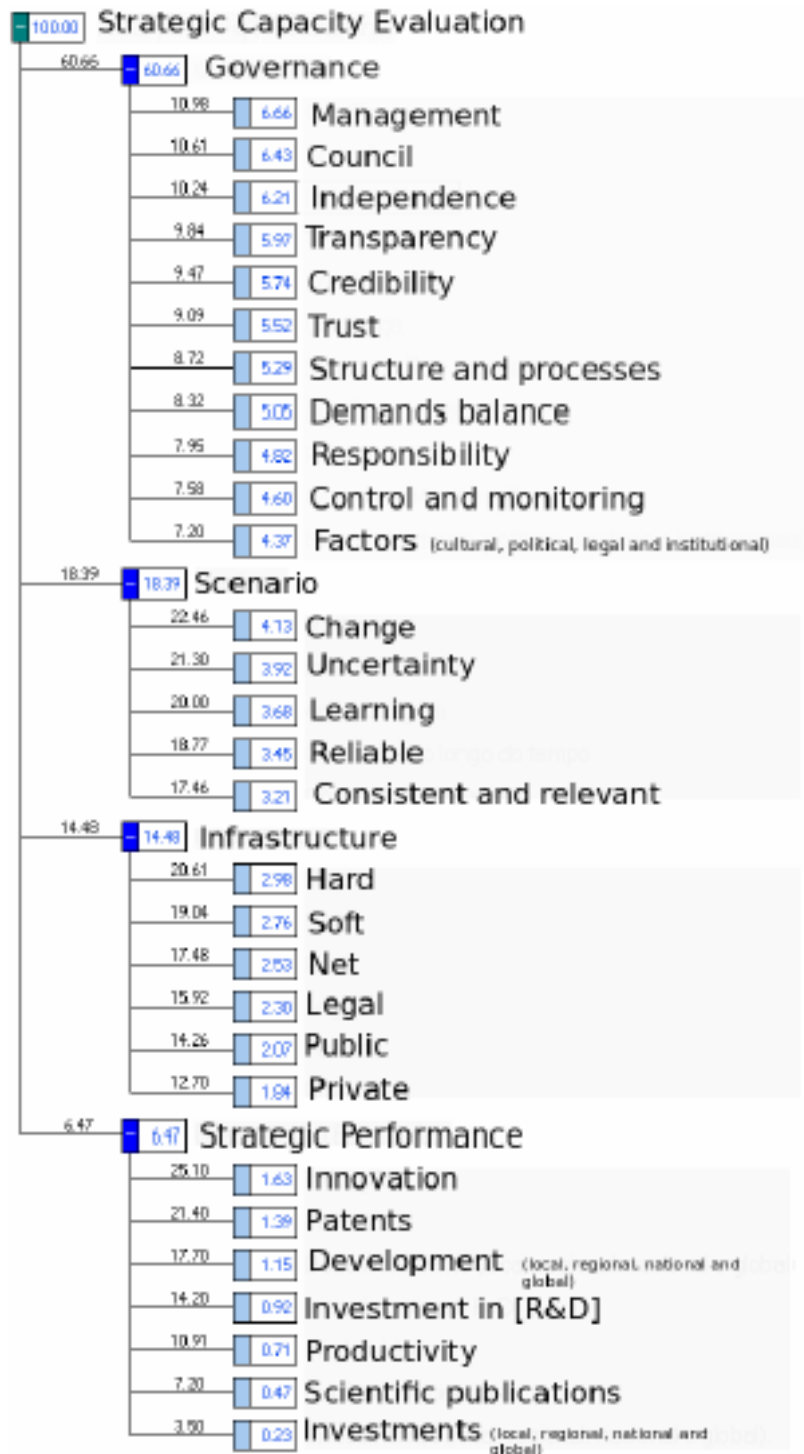 100.00 Strategic Capacity Evaluation
60.66 60.66 Governance
10.98 6.66 Management
10.61 6.43 Council
10.24 6.21 Independence
9.84 5.97 Transparency
9.47 5.74 Credibility
9.09 5.52 Trust
8.72 5.29 Structure and processes
8.32 5.05 Demands balance
7.95 4.82 Responsibility
7.58 4.60 Control and monitoring
7.20 4.37 Factors (cultural, political, legal and institutional)
18.39 18.39 Scenario
22.46 4.13 Change
21.30 3.92 Uncertainty
20.00 3.68 Learning
18.77 3.45 Reliable
17.46 3.21 Consistent and relevant
14.48 14.48 Infrastructure
20.61 2.98 Hard
19.04 2.76 Soft
17.48 2.53 Net
15.92 2.30 Legal
14.26 2.07 Public
12.70 1.84 Private
6.47 6.47 Strategic Performance
25.10 1.63 Innovation
21.40 1.39 Patents
17.70 1.15 Development (local, regional, national and
global)
14.20 0.92 Investment in [R&D]
10.91 0.71 Productivity
7.20 0.47 Scientific publications
3.50 0.23 Investments (local, regional, national and
global)